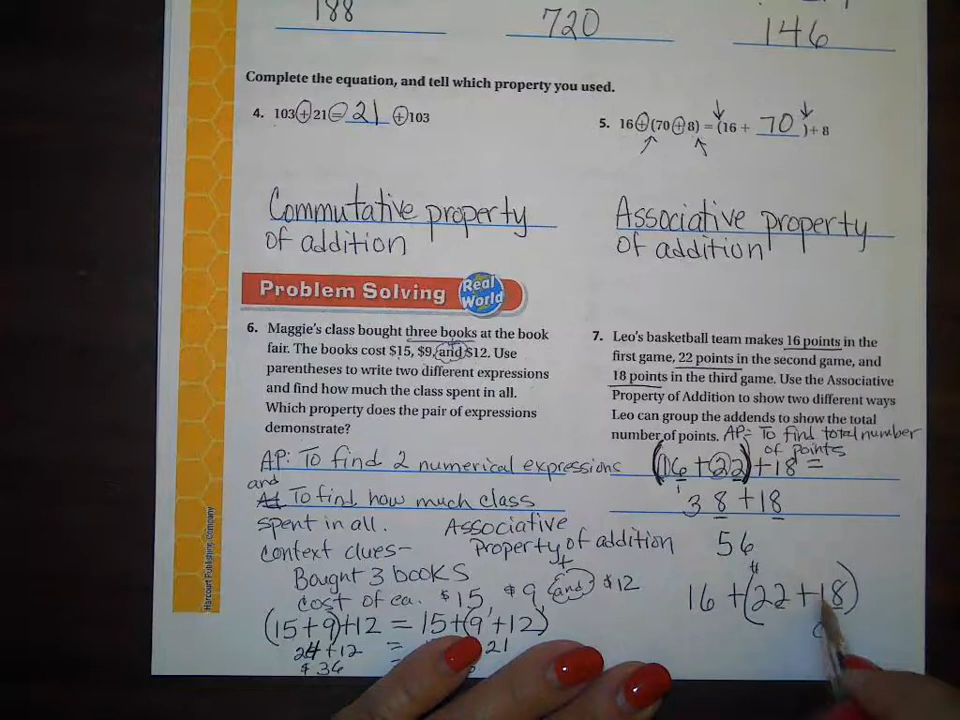 188
720
146
Complete the equation, and tell which property you used.
4. 103 + 21 = 21 + 103
5. 16 + (70 + 8) = (16 + 70 ) + 8
Commutative property
of addition
Associative property
of addition
Problem Solving Real World
6. Maggie's class bought three books at the book
fair. The books cost $15, $9, and $12. Use
parentheses to write two different expressions
and find how much the class spent in all.
Which property does the pair of expressions
demonstrate?
AP: To find 2 numerical expressions
and
To find how much class
spent in all.
Associative
Property of addition
context clues-
Bought 3 books
cost of ea. $15, $9, and $12
(15+9)+12 = 15+(9+12)
24+12 = 21
$36 =
7. Leo's basketball team makes 16 points in the
first game, 22 points in the second game, and
18 points in the third game. Use the Associative
Property of Addition to show two different ways
Leo can group the addends to show the total
number of points. AP: To find total number
of points
(16+22)+18=
38+18
56
16+(22+18)
Harcourt Publishing Company